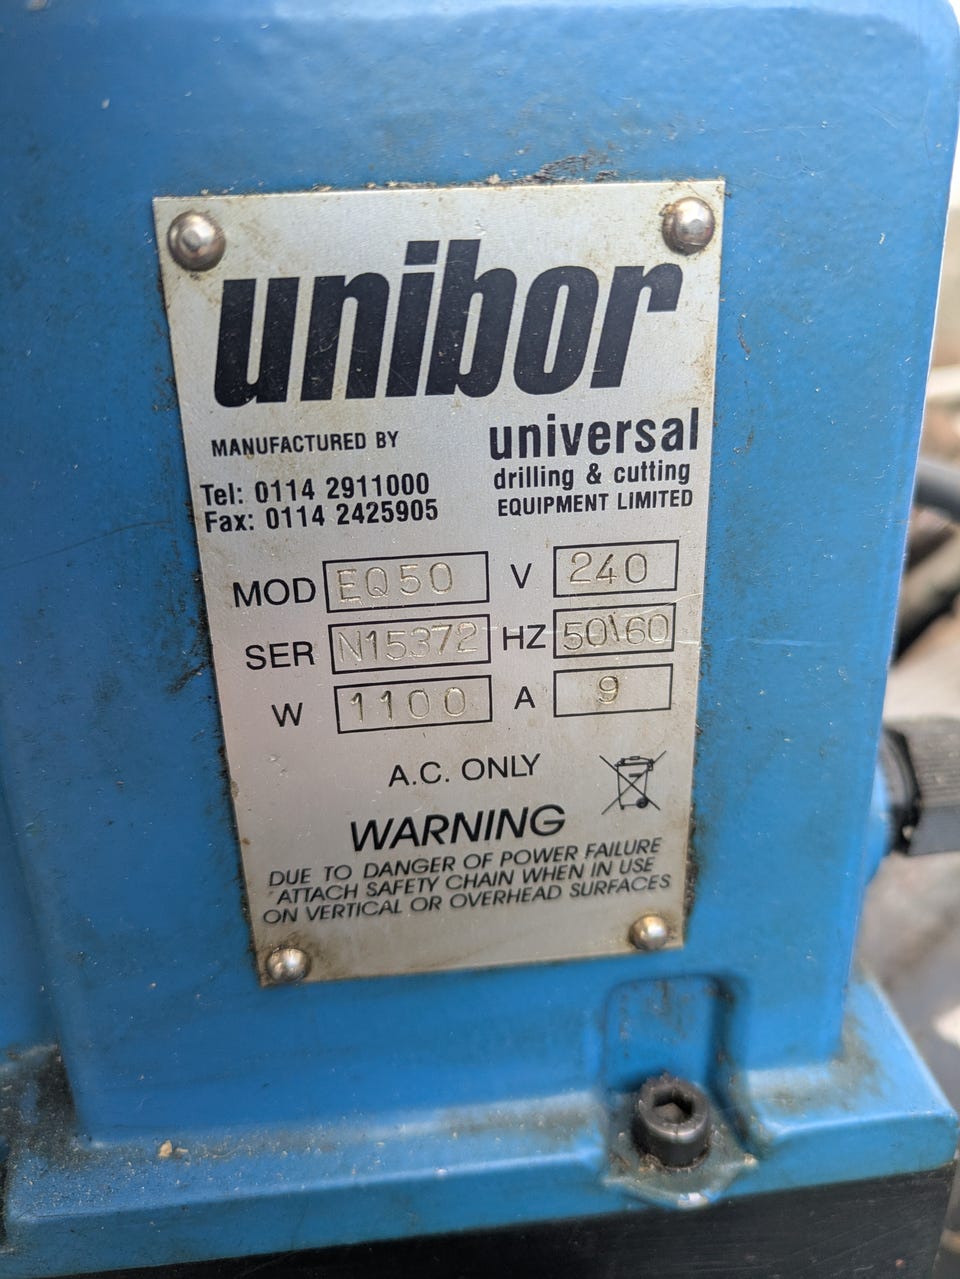 unibor
MANUFACTURED BY
universal
drilling & cutting
EQUIPMENT LIMITED
Tel: 0114 2911000
Fax: 0114 2425905
MOD EQ50 V 240
SER N15372 HZ 50\60
W 1100 A 9
A.C. ONLY
WARNING
DUE TO DANGER OF POWER FAILURE
ATTACH SAFETY CHAIN WHEN IN USE
ON VERTICAL OR OVERHEAD SURFACES